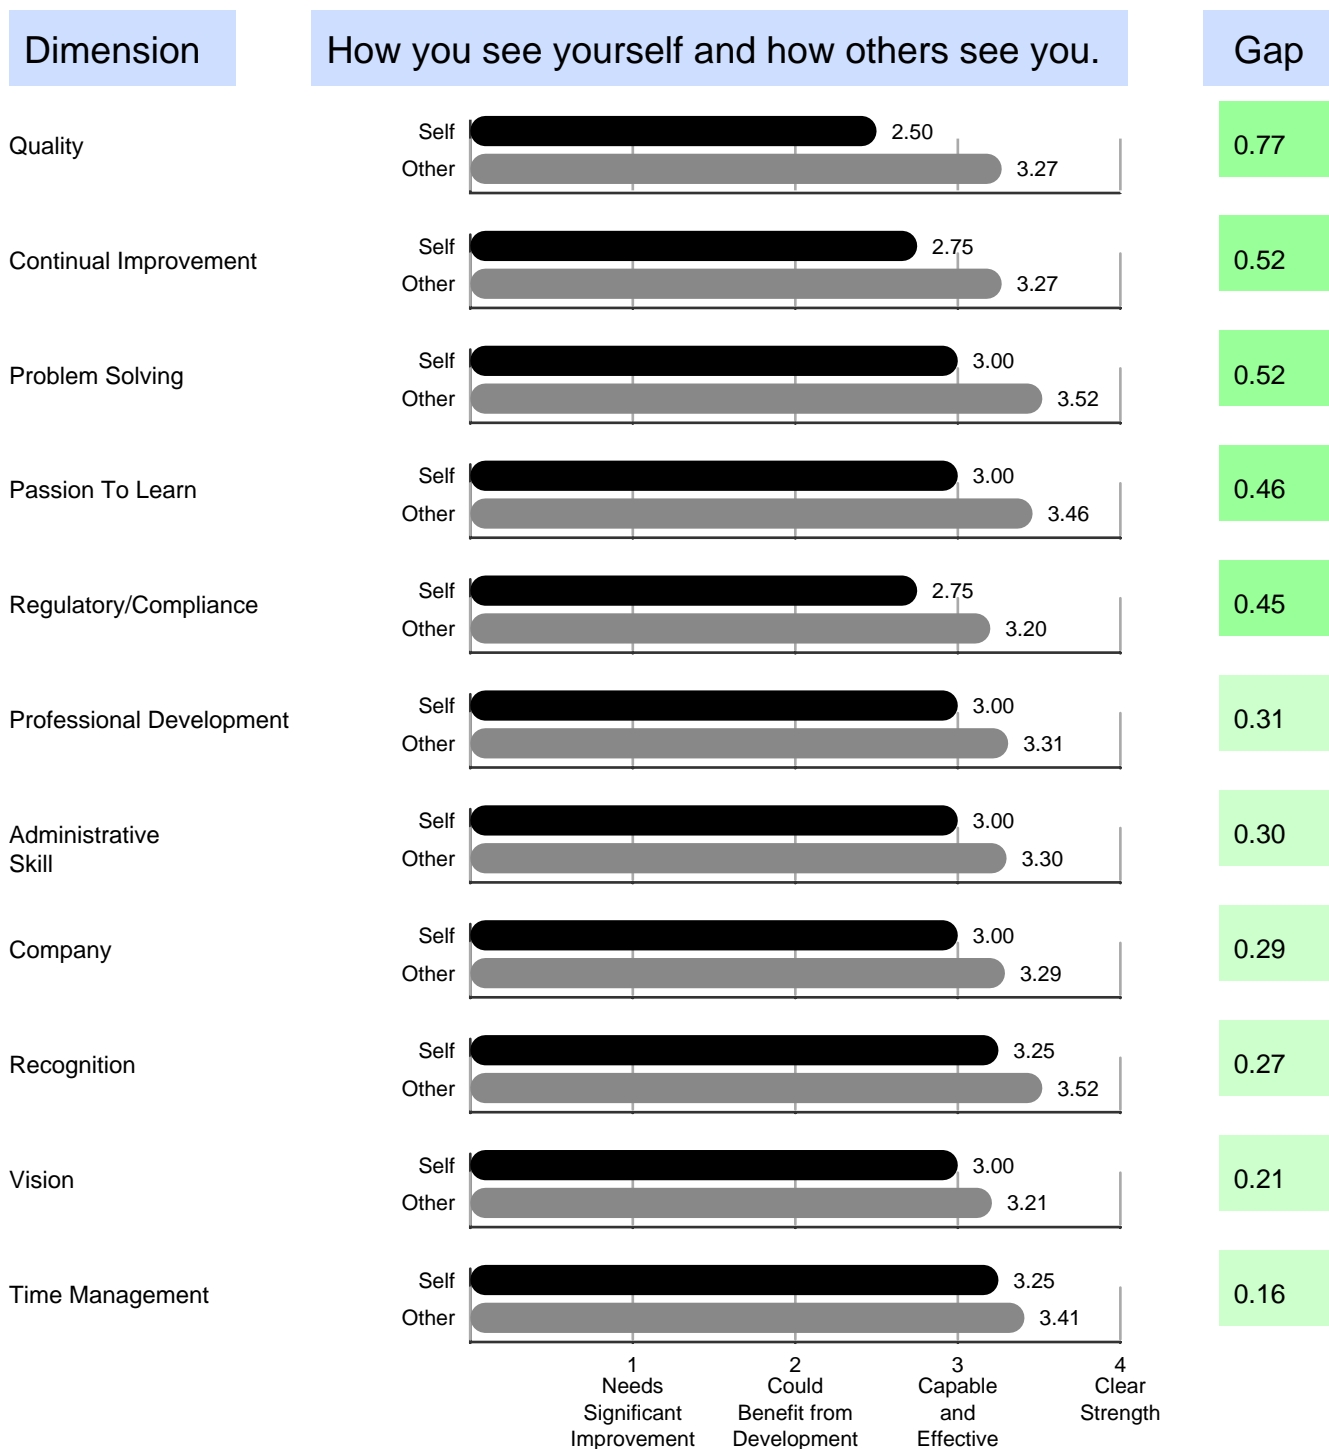 Dimension
How you see yourself and how others see you.
Gap
Quality
Self
2.50
Other
3.27
0.77
Continual Improvement
Self
2.75
Other
3.27
0.52
Problem Solving
Self
3.00
Other
3.52
0.52
Passion To Learn
Self
3.00
Other
3.46
0.46
Regulatory/Compliance
Self
2.75
Other
3.20
0.45
Professional Development
Self
3.00
Other
3.31
0.31
Administrative
Skill
Self
3.00
Other
3.30
0.30
Company
Self
3.00
Other
3.29
0.29
Recognition
Self
3.25
Other
3.52
0.27
Vision
Self
3.00
Other
3.21
0.21
Time Management
Self
3.25
Other
3.41
0.16
1
Needs
Significant
Improvement
2
Could
Benefit from
Development
3
Capable
and
Effective
4
Clear
Strength